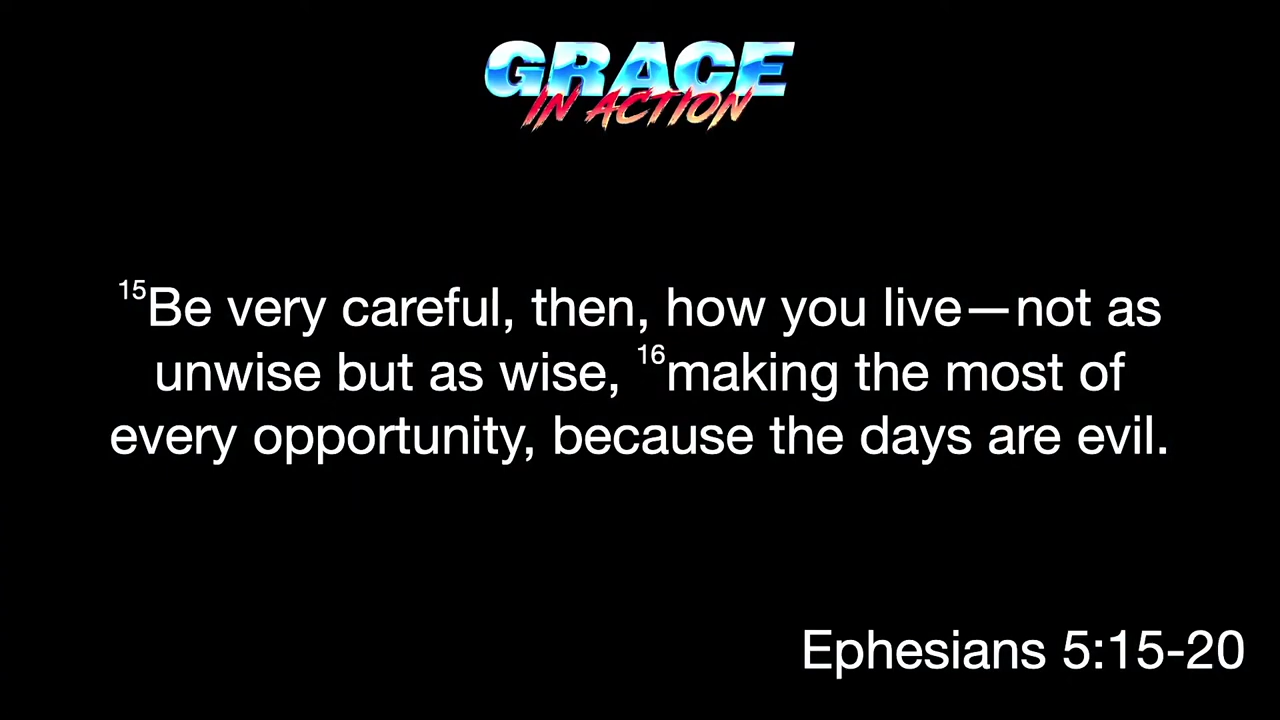 GRACE
IN ACTION
15Be very careful, then, how you live—not as
unwise but as wise, 16making the most of
every opportunity, because the days are evil.
Ephesians 5:15-20